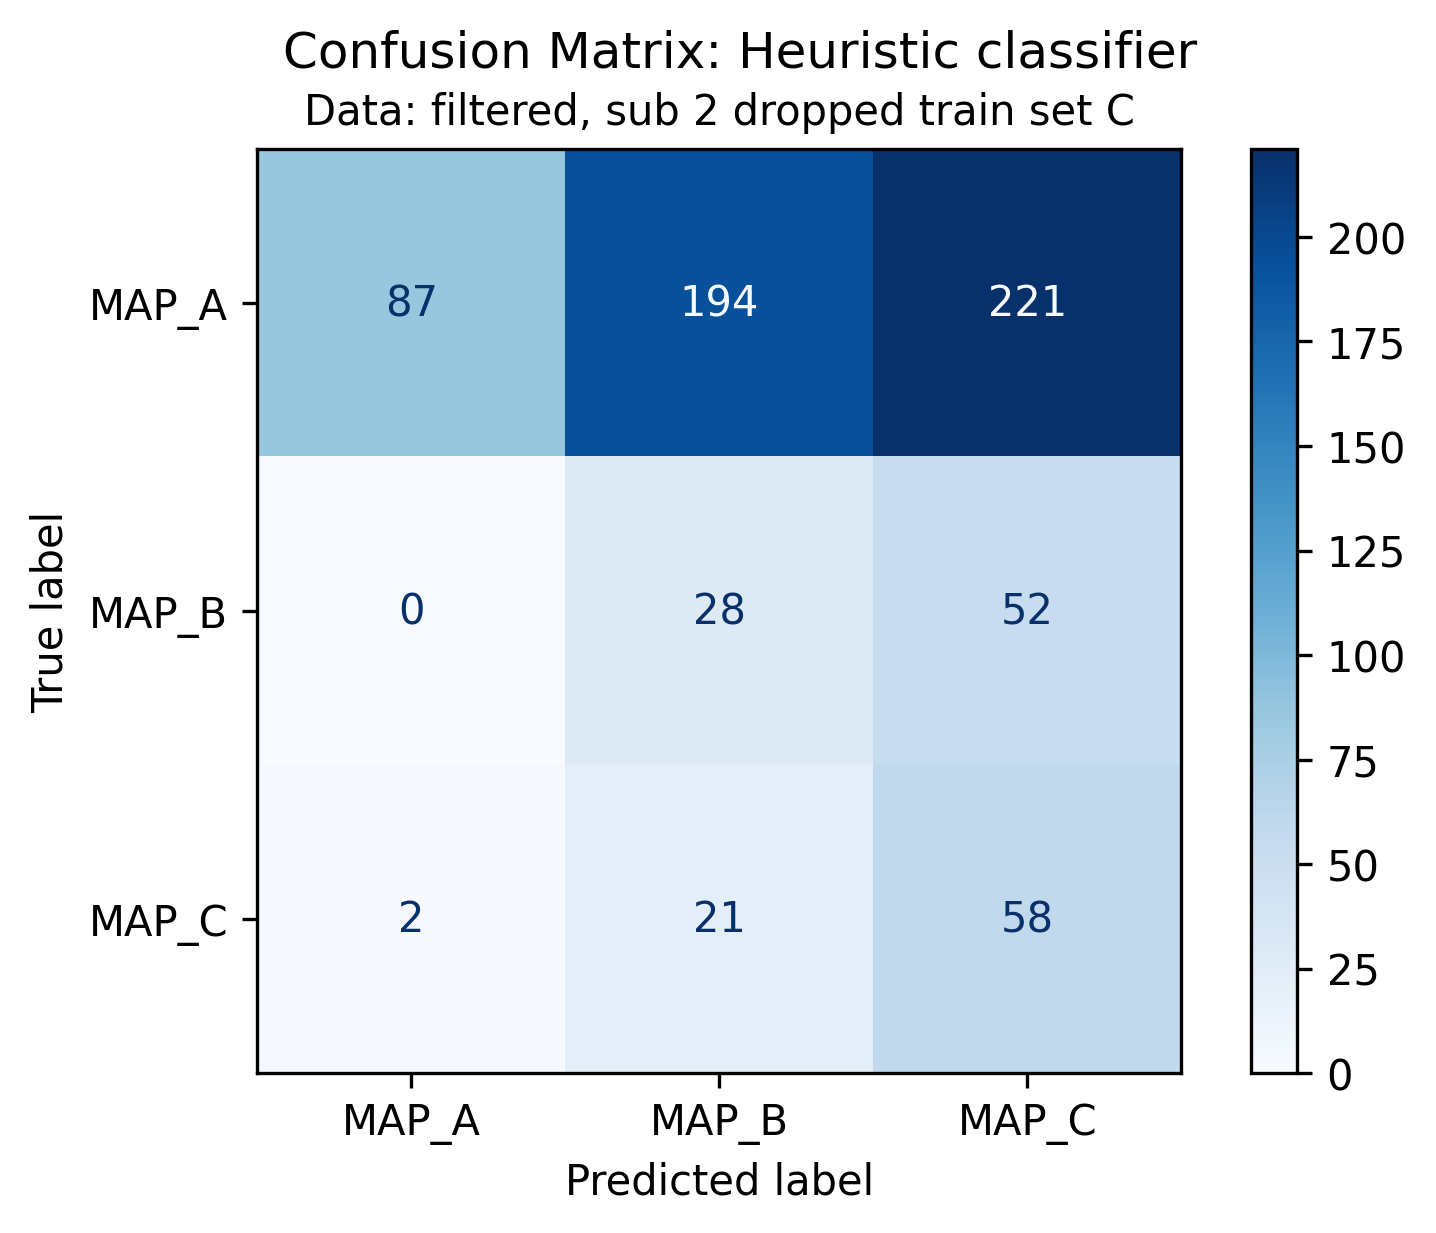 Confusion Matrix: Heuristic classifier
Data: filtered, sub 2 dropped train set C
True label
MAP_A 87 194 221
MAP_B 0 28 52
MAP_C 2 21 58
MAP_A MAP_B MAP_C
Predicted label
200
175
150
125
100
75
50
25
0